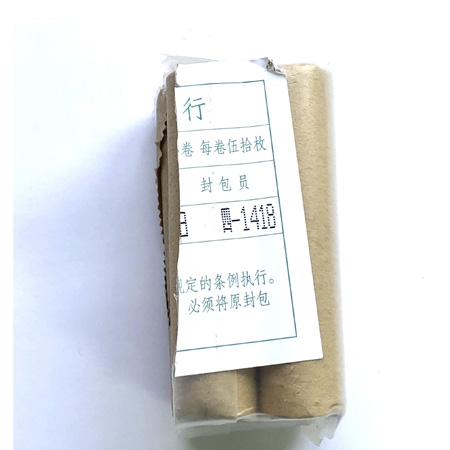 行
卷 每卷伍拾枚
封包员
-1418
定的条例执行。
必须将原封包